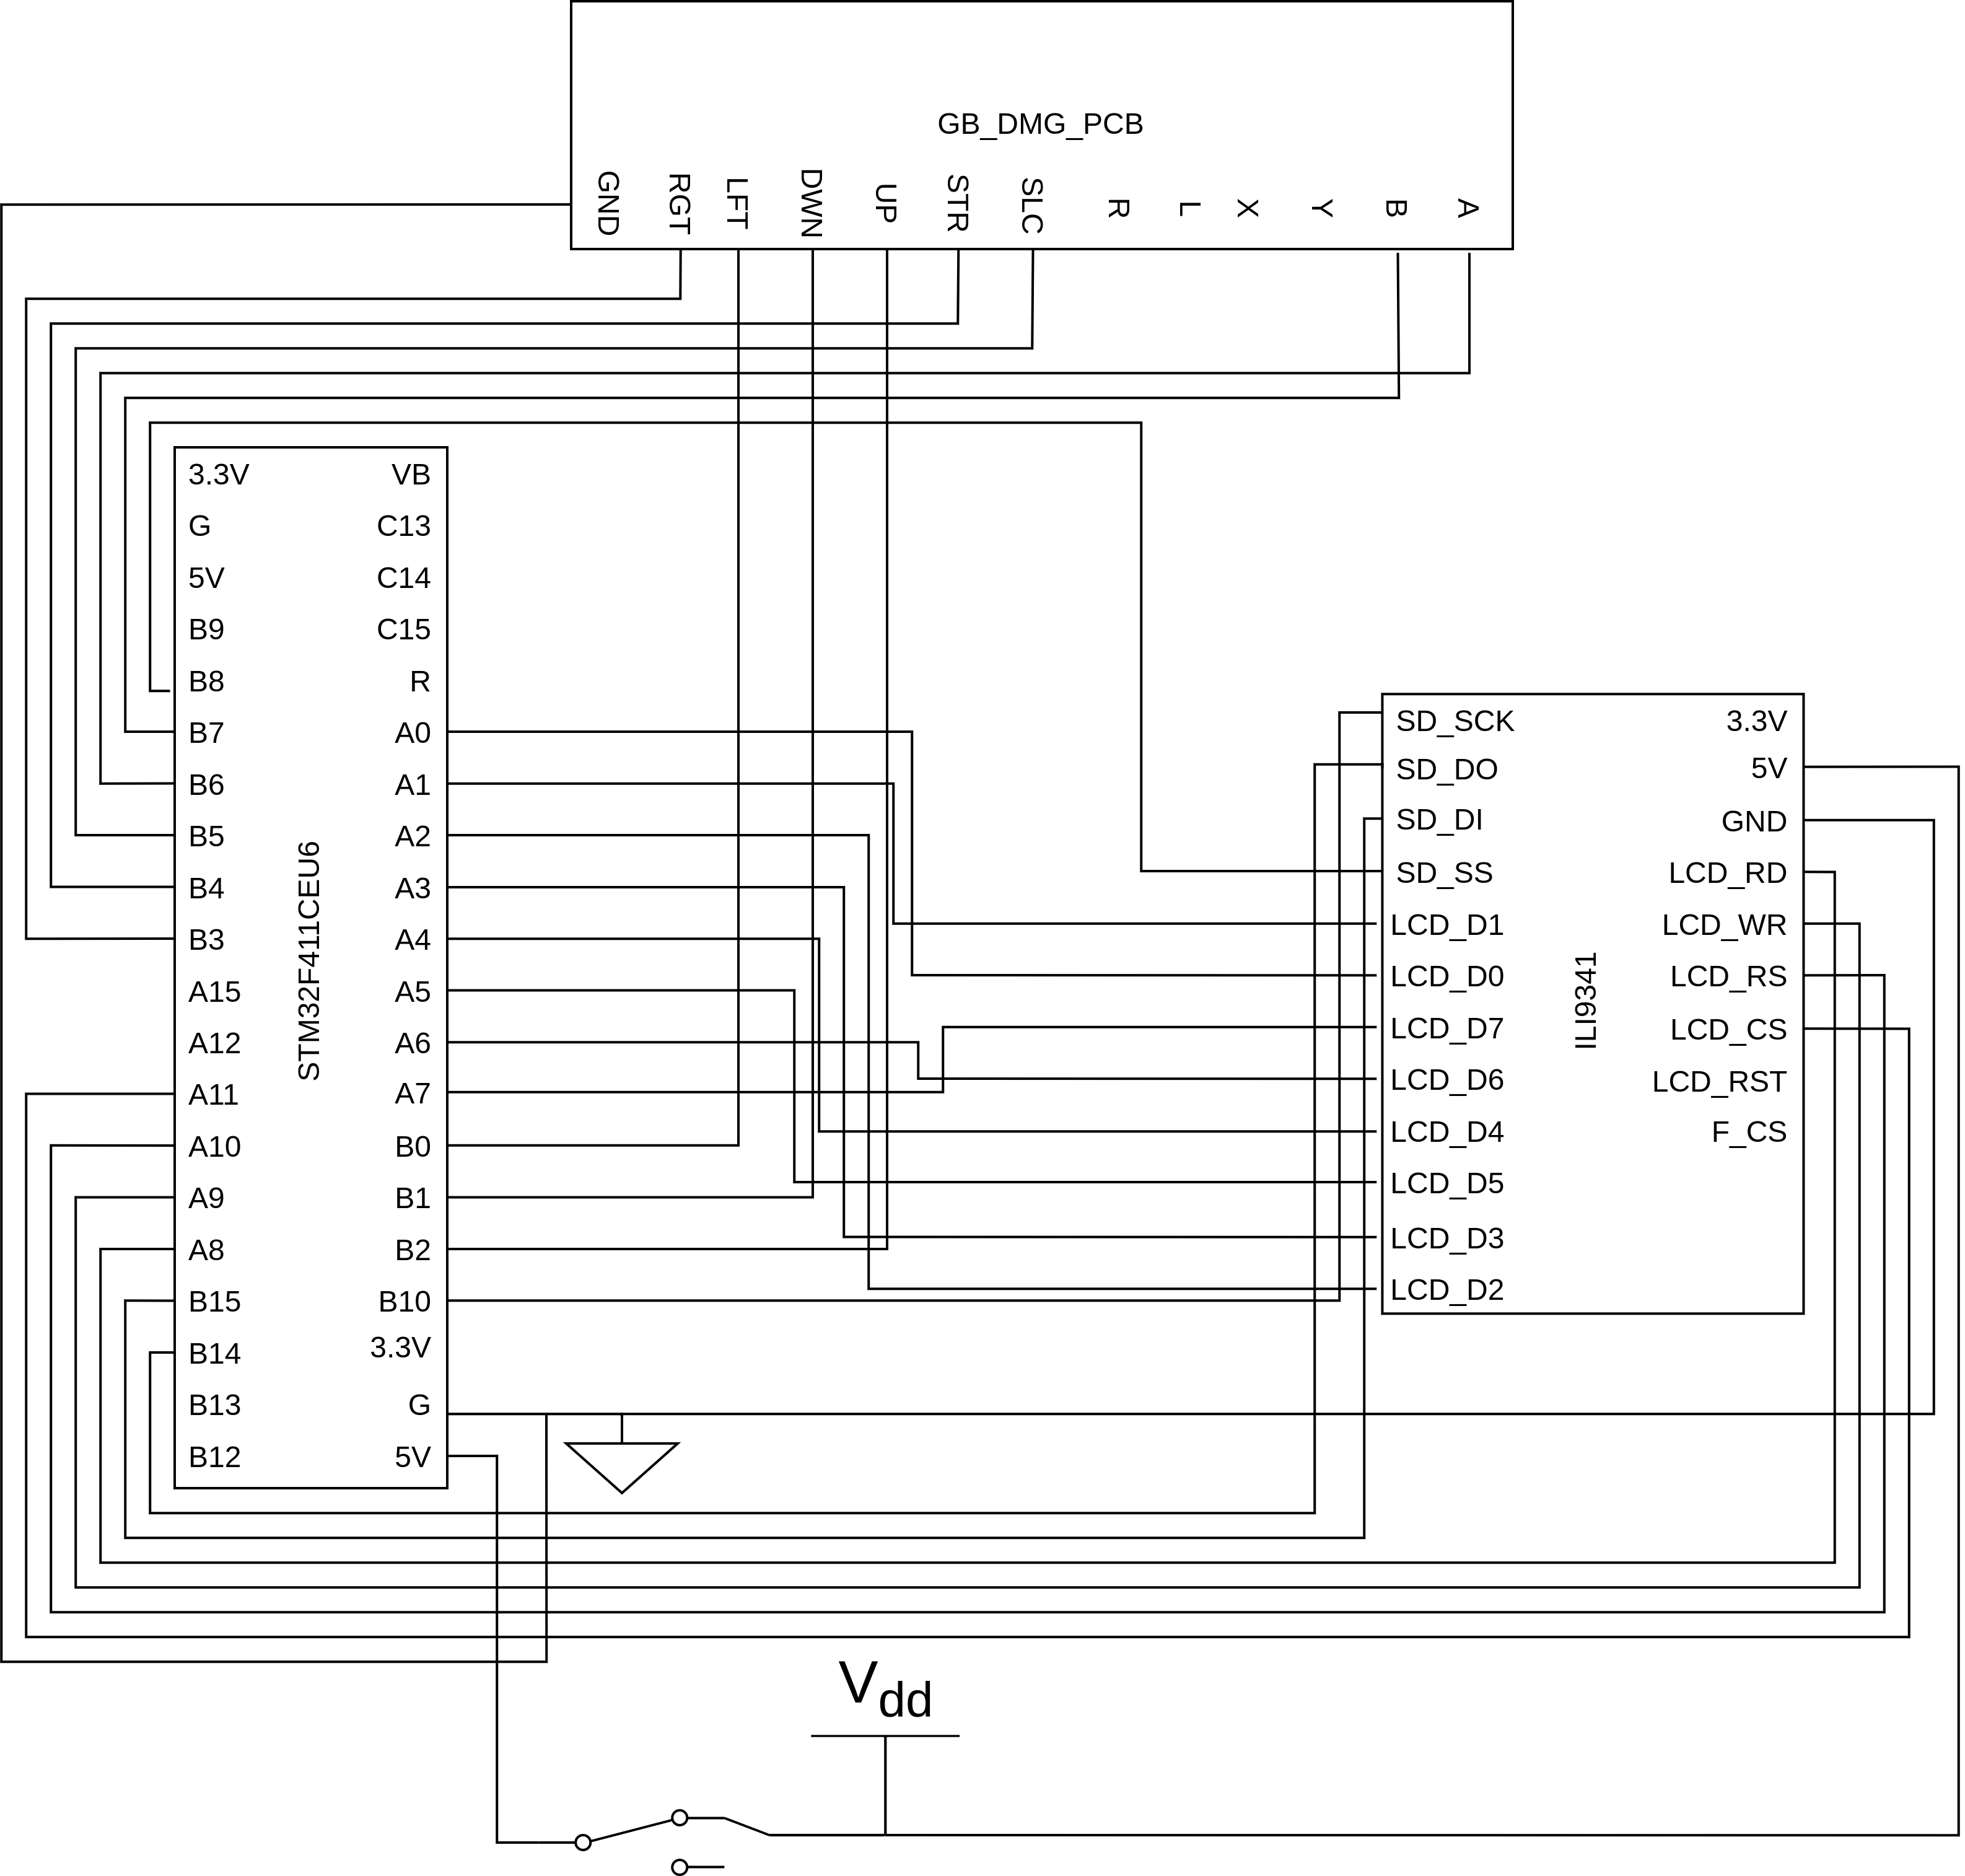 GB_DMG_PCB
GND RGT LFT DWN UP STR SLC R L X Y B A
3.3V VB
G C13
5V C14
B9 C15
B8 R
B7 A0
B6 A1
B5 A2
B4 A3
B3 A4
A15 A5
A12 A6
A11 A7
A10 B0
A9 B1
A8 B2
B15 B10
B14 3.3V
B13 G
B12 5V
STM32F411CEU6
SD_SCK 3.3V
SD_DO 5V
SD_DI GND
SD_SS LCD_RD
LCD_D1 LCD_WR
LCD_D0 LCD_RS
LCD_D7 LCD_CS
LCD_D6 LCD_RST
LCD_D4 F_CS
LCD_D5
LCD_D3
LCD_D2
ILI9341
Vdd